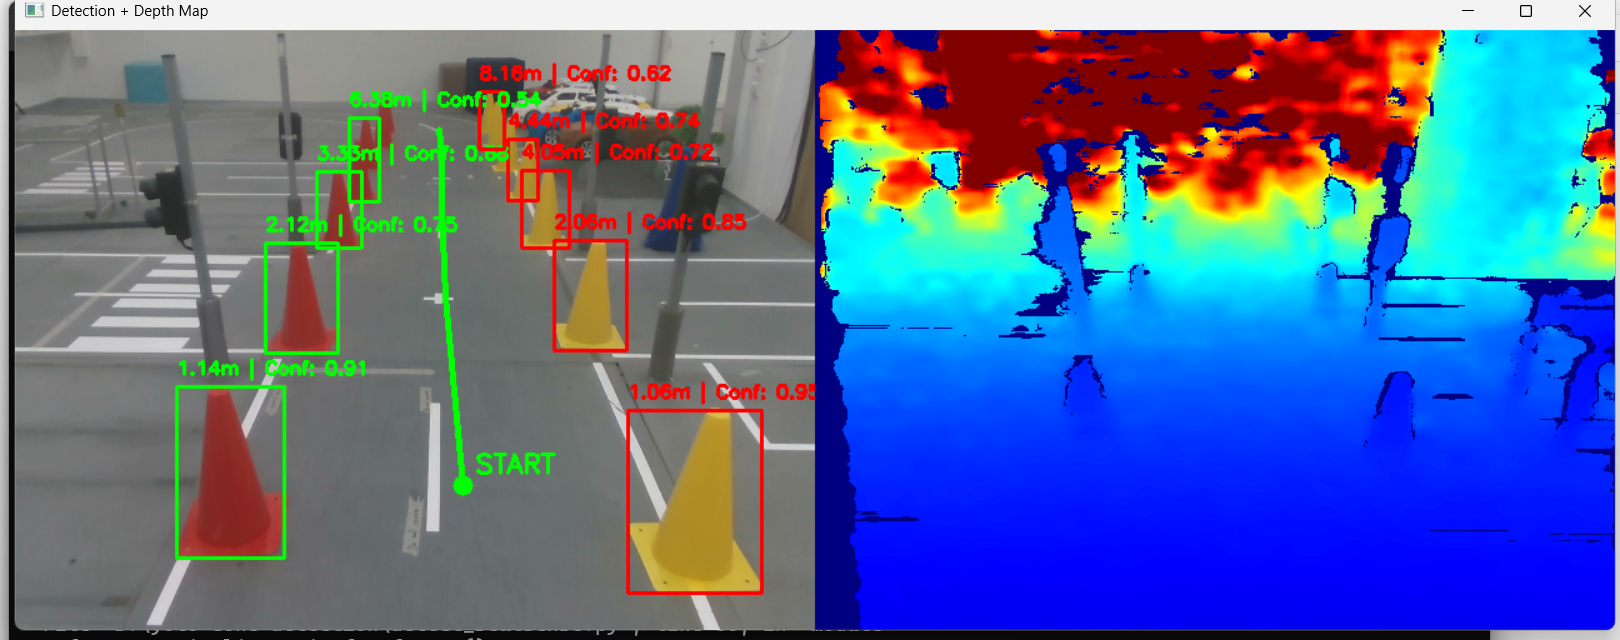 Detection + Depth Map
8.16m | Conf: 0.62
6.38m | Conf: 0.54
4.44m | Conf: 0.74
3.33m | Conf: 0.
4.05m | Conf: 0.72
2.12m | Conf: 0.75
2.06m | Conf: 0.85
1.14m | Conf: 0.91
1.06m | Conf: 0.95
START